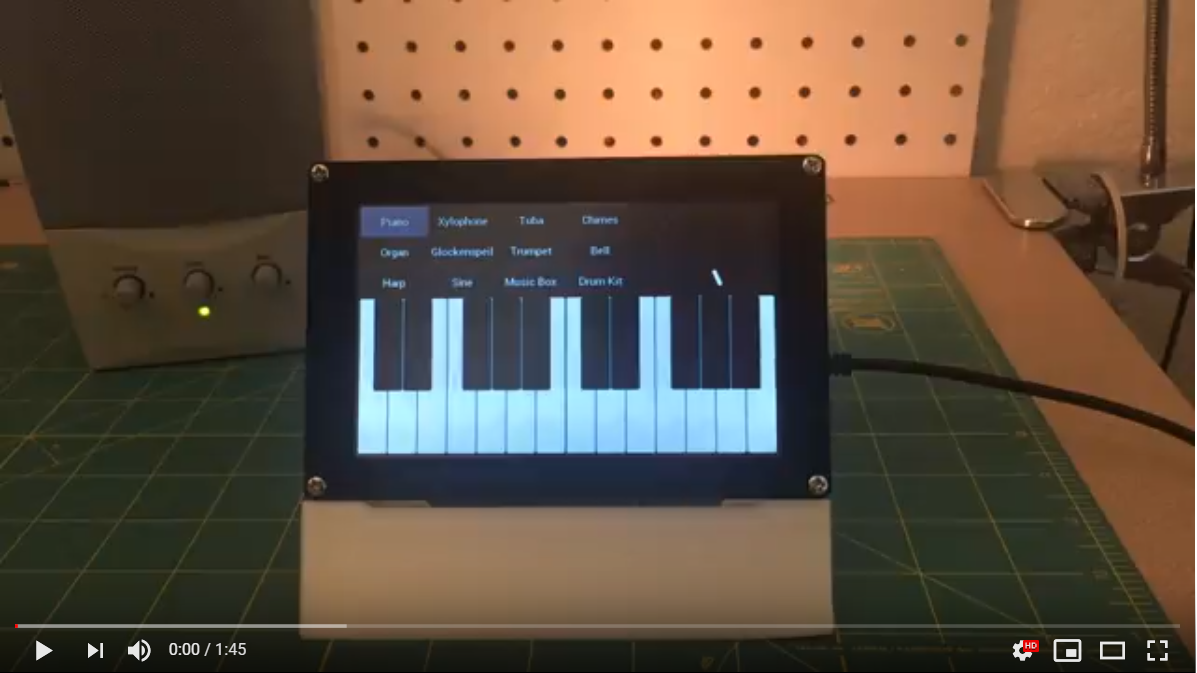 Piano Xylophone Tuba Chimes
Organ Glockenspeil Trumpet Bell
Harp Sine Music Box Drum Kit
0:00 / 1:45
HD